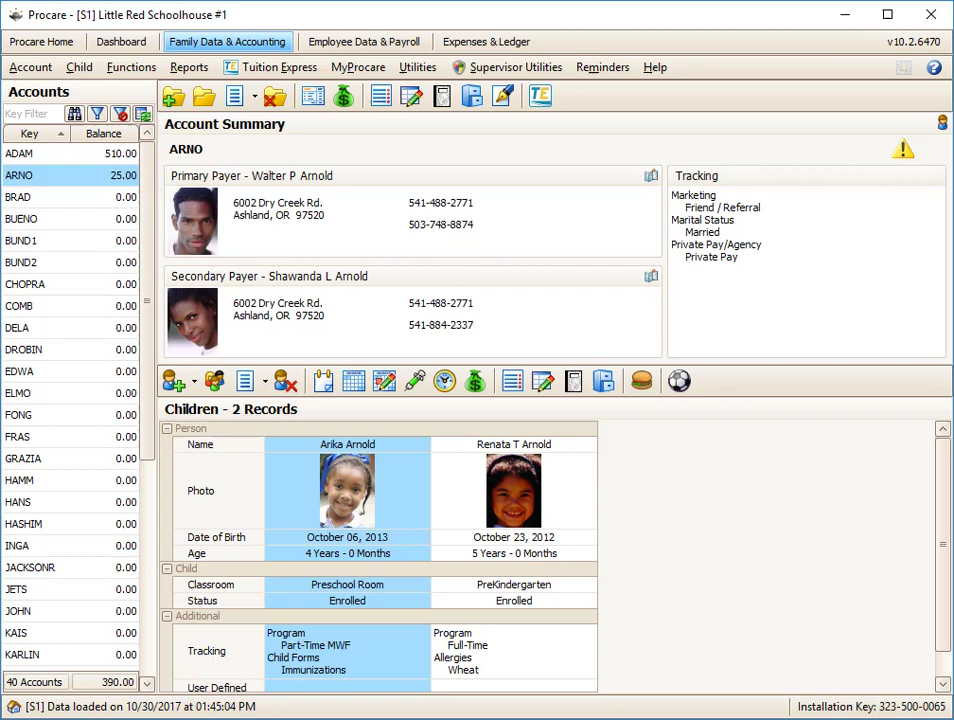 Procare - [S1] Little Red Schoolhouse #1
Procare Home Dashboard Family Data & Accounting Employee Data & Payroll Expenses & Ledger v10.2.6470
Account Child Functions Reports TE Tuition Express MyProcare Utilities Supervisor Utilities Reminders Help ?
Accounts
Key Filter
Key Balance
ADAM 510.00
ARNO 25.00
BRAD 0.00
BUENO 0.00
BUND1 0.00
BUND2 0.00
CHOPRA 0.00
COMB 0.00
DELA 0.00
DROBIN 0.00
EDWA 0.00
ELMO 0.00
FONG 0.00
FRAS 0.00
GRAZIA 0.00
HAMM 0.00
HANS 0.00
HASHIM 0.00
INGA 0.00
JACKSONR 0.00
JETS 0.00
JOHN 0.00
KAIS 0.00
KARLIN 0.00
40 Accounts 390.00
TE
Account Summary
ARNO
Primary Payer - Walter P Arnold
6002 Dry Creek Rd.
Ashland, OR 97520
541-488-2771
503-748-8874
Secondary Payer - Shawanda L Arnold
6002 Dry Creek Rd.
Ashland, OR 97520
541-488-2771
541-884-2337
Tracking
Marketing
Friend / Referral
Marital Status
Married
Private Pay/Agency
Private Pay
Children - 2 Records
Person
Name Arika Arnold Renata T Arnold
Photo
Date of Birth October 06, 2013 October 23, 2012
Age 4 Years - 0 Months 5 Years - 0 Months
Child
Classroom Preschool Room PreKindergarten
Status Enrolled Enrolled
Additional
Tracking
Program
Part-Time MWF
Child Forms
Immunizations
Program
Full-Time
Allergies
Wheat
User Defined
[S1] Data loaded on 10/30/2017 at 01:45:04 PM Installation Key: 323-500-0065